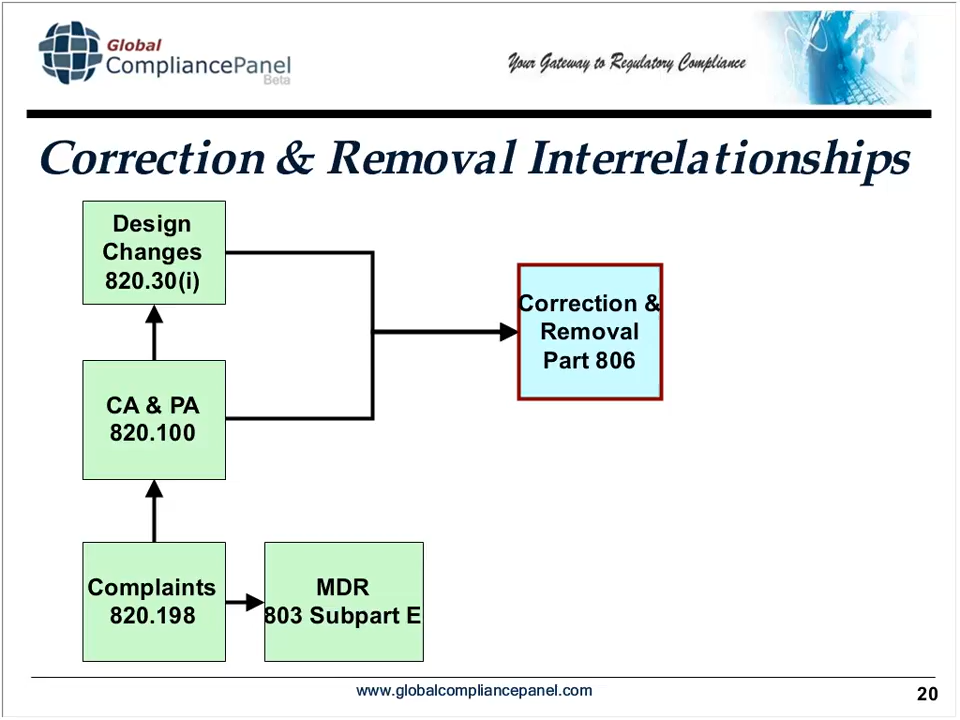 Global
CompliancePanel
Beta
Your Gateway to Regulatory Compliance
Correction & Removal Interrelationships
Design
Changes
820.30(i)
Correction &
Removal
Part 806
CA & PA
820.100
Complaints
820.198
MDR
803 Subpart E
www.globalcompliancepanel.com
20